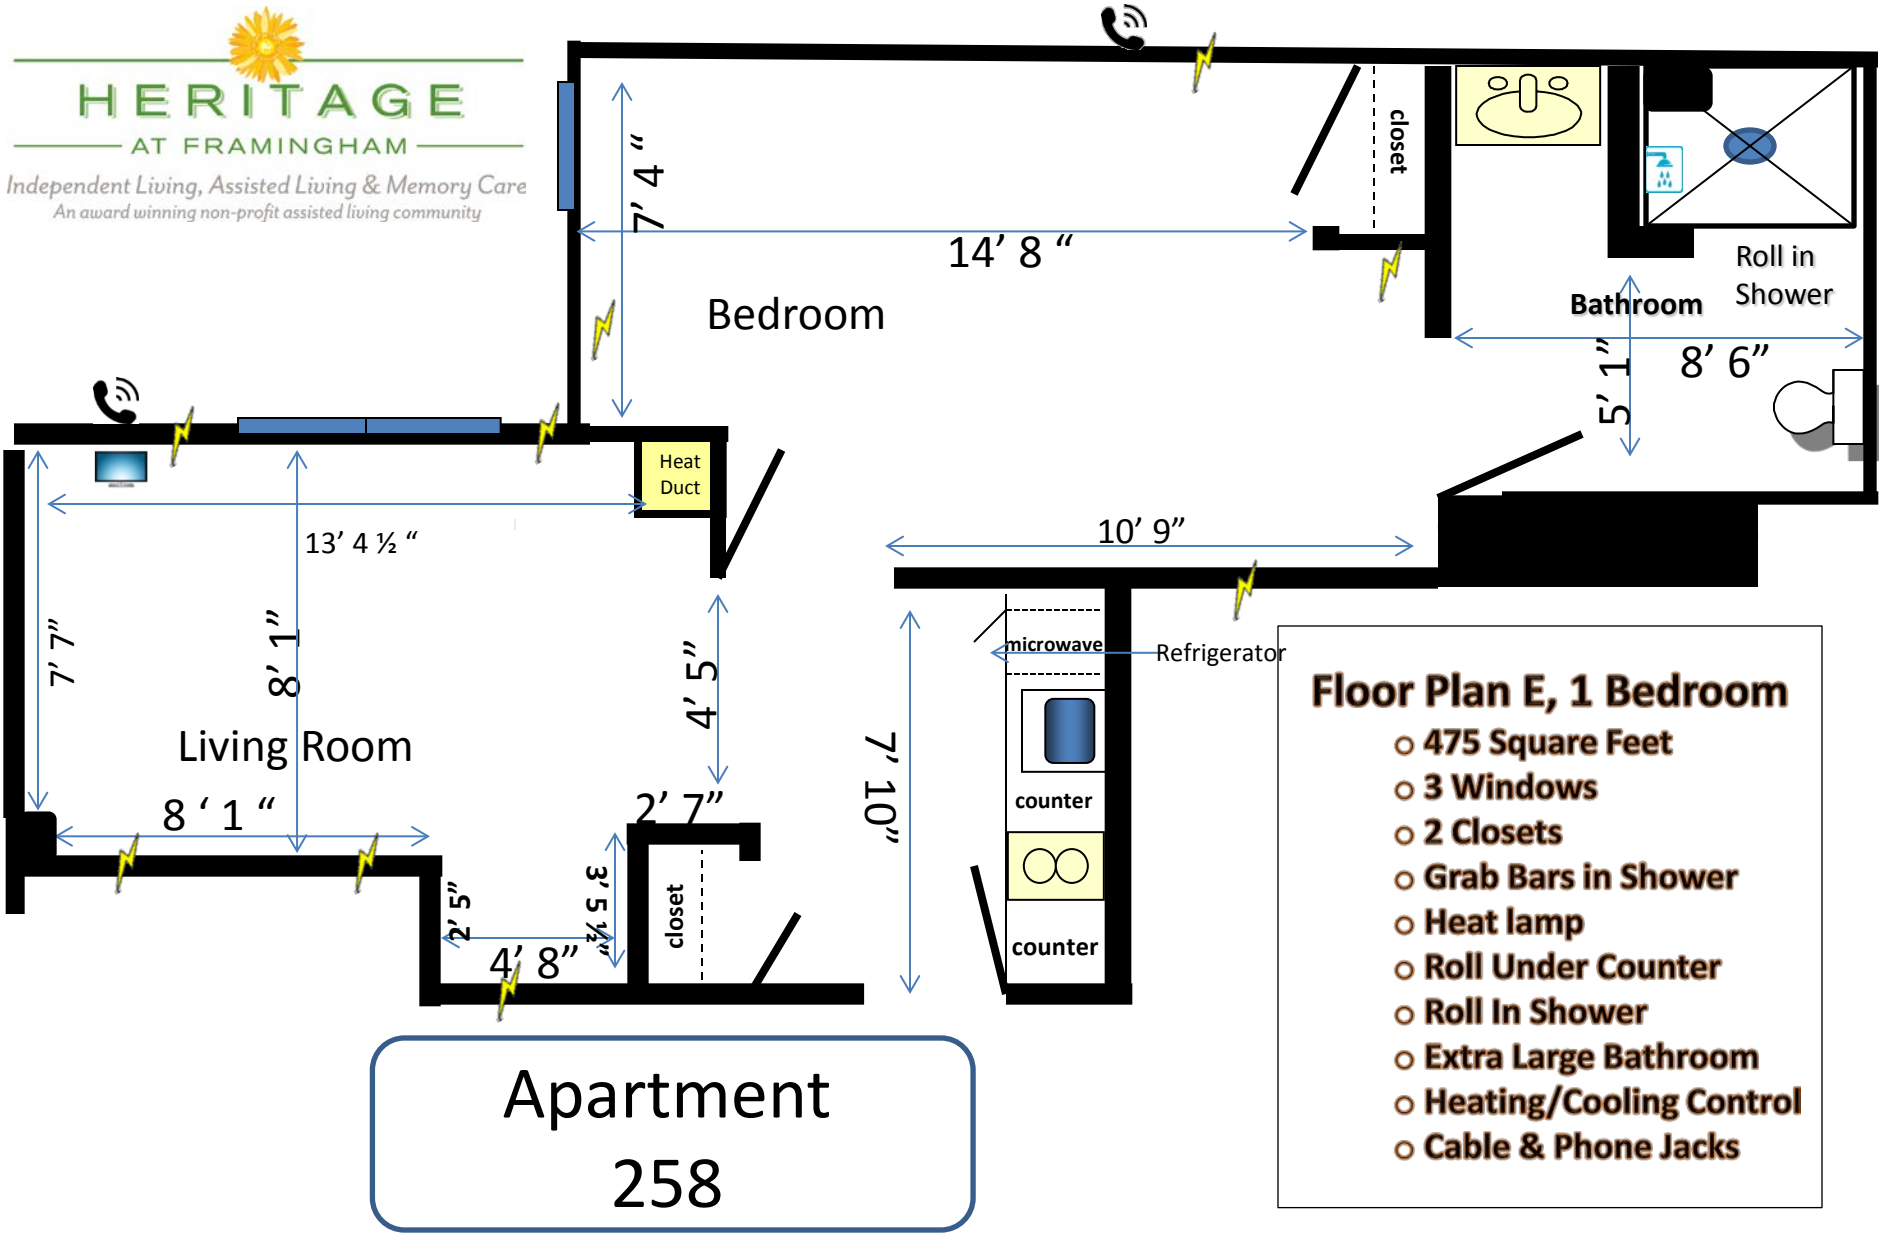 HERITAGE
AT FRAMINGHAM
Independent Living, Assisted Living & Memory Care
An award winning non-profit assisted living community
7’ 4 “
14’ 8 “
closet
Bedroom
Roll in
Shower
Bathroom
5’ 1”
8’ 6”
Heat
Duct
13’ 4 ½ “
10’ 9”
7’ 7”
8’ 1”
4’ 5”
Living Room
8 ‘ 1 “
2’ 7”
7’ 10”
microwave
Refrigerator
counter
counter
2’ 5”
3’ 5 ½”
closet
4’ 8”
Floor Plan E, 1 Bedroom
○ 475 Square Feet
○ 3 Windows
○ 2 Closets
○ Grab Bars in Shower
○ Heat lamp
○ Roll Under Counter
○ Roll In Shower
○ Extra Large Bathroom
○ Heating/Cooling Control
○ Cable & Phone Jacks
Apartment
258